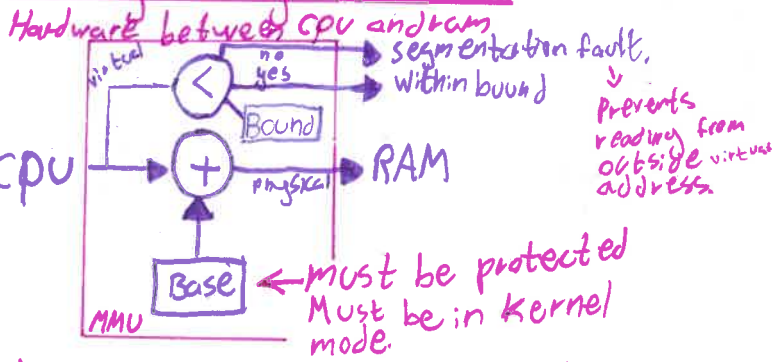 Hardware between cpu and ram
virtual
no
segmentation fault.
yes
within buund
<
Bound
prevents
reading from
outside virtual
address.
CPU
+
physical
RAM
Base
must be protected
Must be in kernel
mode.
MMU